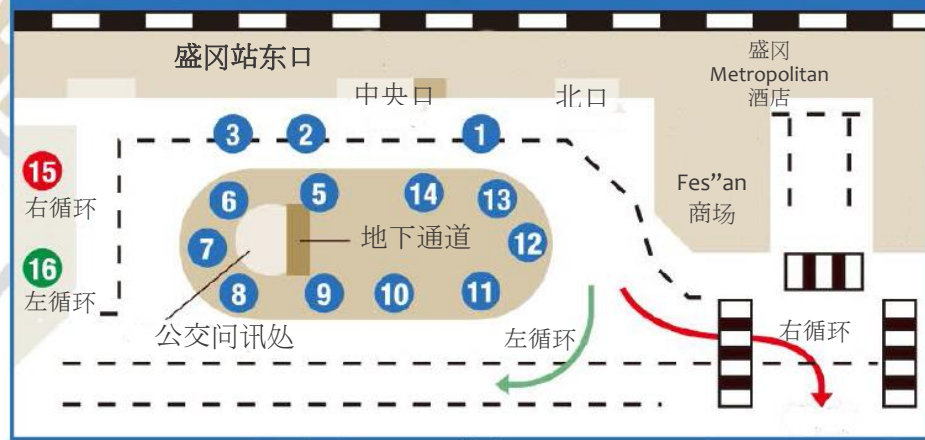 盛冈站东口
中央口
北口
盛冈
Metropolitan
酒店
3
2
1
15
右循环
16
左循环
6
5
14
13
7
地下通道
12
8
9
10
11
公交问讯处
Fes”an
商场
左循环
右循环